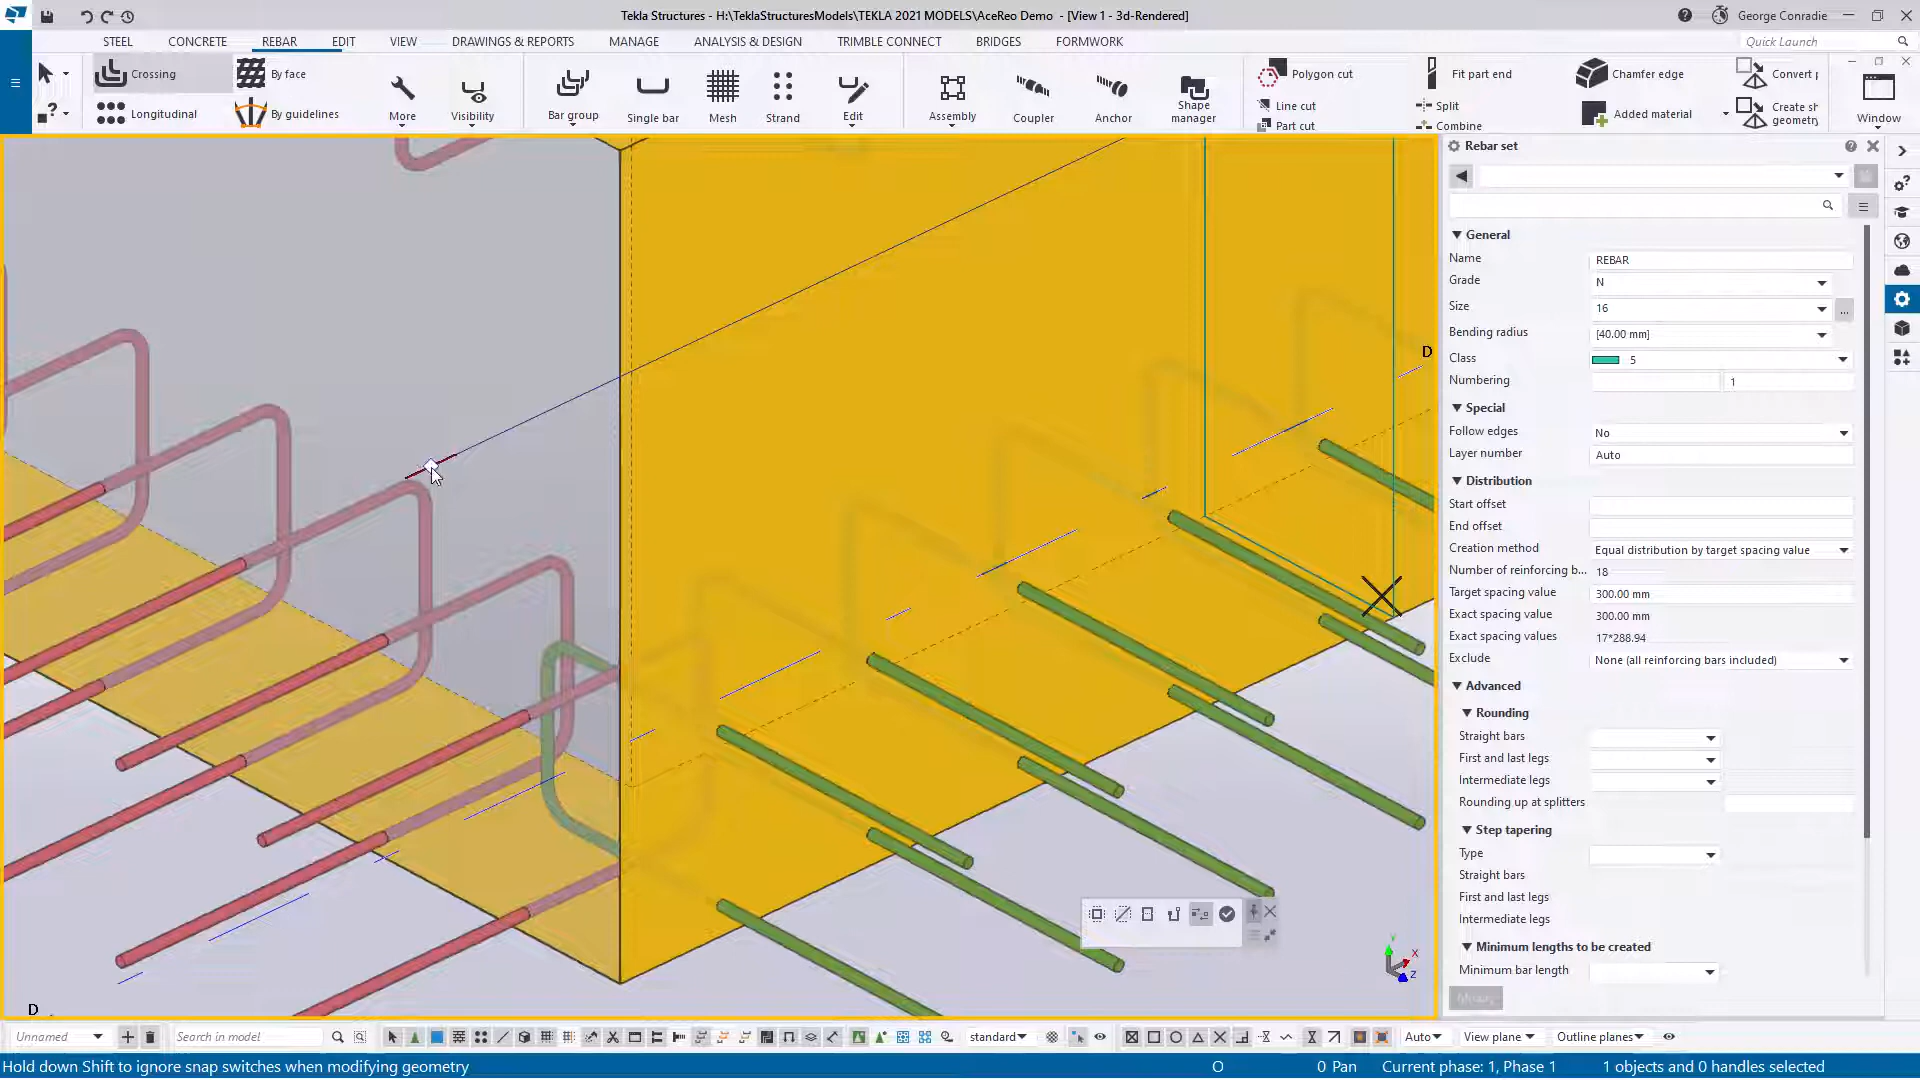 Tekla Structures - H:\TeklaStructuresModels\TEKLA 2021 MODELS\AceReo Demo - [View 1 - 3d-Rendered]
George Conradie
STEEL CONCRETE REBAR EDIT VIEW DRAWINGS & REPORTS MANAGE ANALYSIS & DESIGN TRIMBLE CONNECT BRIDGES FORMWORK
Quick Launch
Crossing
Longitudinal
By face
By guidelines
More
Visibility
Bar group
Single bar
Mesh
Strand
Edit
Assembly
Coupler
Anchor
Shape
manager
Polygon cut
Line cut
Part cut
Fit part end
Split
Combine
Chamfer edge
Added material
Convert
Create sh
geometry
Window
Rebar set
General
Name REBAR
Grade N
Size 16 ...
Bending radius [40.00 mm]
Class 5
Numbering 1
Special
Follow edges No
Layer number Auto
Distribution
Start offset
End offset
Creation method Equal distribution by target spacing value
Number of reinforcing b... 18
Target spacing value 300.00 mm
Exact spacing value 300.00 mm
Exact spacing values 17*288.94
Exclude None (all reinforcing bars included)
Advanced
Rounding
Straight bars
First and last legs
Intermediate legs
Rounding up at splitters
Step tapering
Type
Straight bars
First and last legs
Intermediate legs
Minimum lengths to be created
Minimum bar length
Modify
D
D
Y
X
Z
Unnamed
Search in model
standard
Auto
View plane
Outline planes
Hold down Shift to ignore snap switches when modifying geometry
O
0 Pan
Current phase: 1, Phase 1
1 objects and 0 handles selected